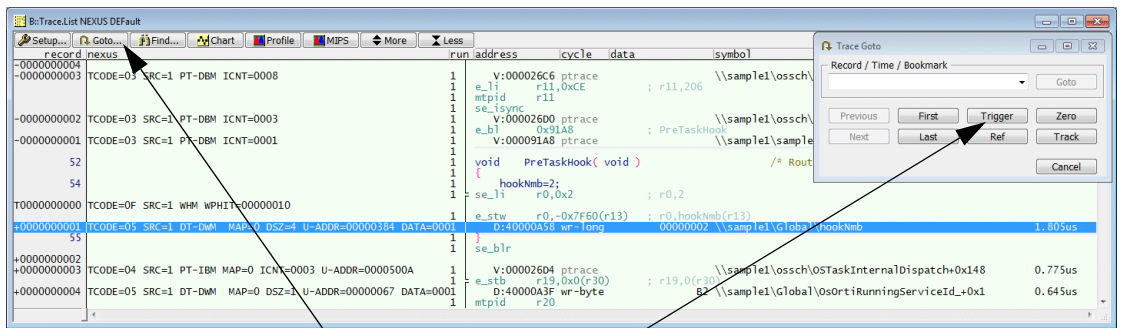 B::Trace.List NEXUS DEFault
Setup... Goto... Find... Chart Profile MIPS More Less
record nexus run address cycle data symbol
-0000000004
-0000000003 TCODE=03 SRC=1 PT-DBM ICNT=0008 1 V:000026C6 ptrace \\sample1\ossch\
1 e_li r11,0xCE ; r11,206
1 mtpid r11
1 se_isync
-0000000002 TCODE=03 SRC=1 PT-DBM ICNT=0003 1 V:000026D0 ptrace \\sample1\ossch\
1 e_bl 0x91A8 ; PreTaskHook
-0000000001 TCODE=03 SRC=1 PT-DBM ICNT=0001 1 V:000091A8 ptrace \\sample1\sample
1
52 1 void PreTaskHook( void ) /* Rout
1 {
54 1 hookNmb=2;
1 se_li r0,0x2 ; r0,2
T0000000000 TCODE=0F SRC=1 WHM WPHIT=00000010
1 e_stw r0,-0x7F60(r13) ; r0,hookNmb(r13)
+0000000001 TCODE=05 SRC=1 DT-DWM MAP=0 DSZ=4 U-ADDR=00000384 DATA=0001 D:40000A58 wr-long 00000002 \\sample1\Global\hookNmb 1.805us
55 1 }
1 se_blr
+0000000002
+0000000003 TCODE=04 SRC=1 PT-IBM MAP=0 ICNT=0003 U-ADDR=0000500A 1 V:000026D4 ptrace \\sample1\ossch\OSTaskInternalDispatch+0x148 0.775us
1 e_stb r19,0x0(r30) ; r19,0(r30)
+0000000004 TCODE=05 SRC=1 DT-DWM MAP=0 DSZ=1 U-ADDR=00000067 DATA=0001 D:40000A3F wr-byte B2 \\sample1\Global\OsOrtiRunningServiceId_+0x1 0.645us
1 mtpid r20
Trace Goto
Record / Time / Bookmark
Goto
Previous First Trigger Zero
Next Last Ref Track
Cancel